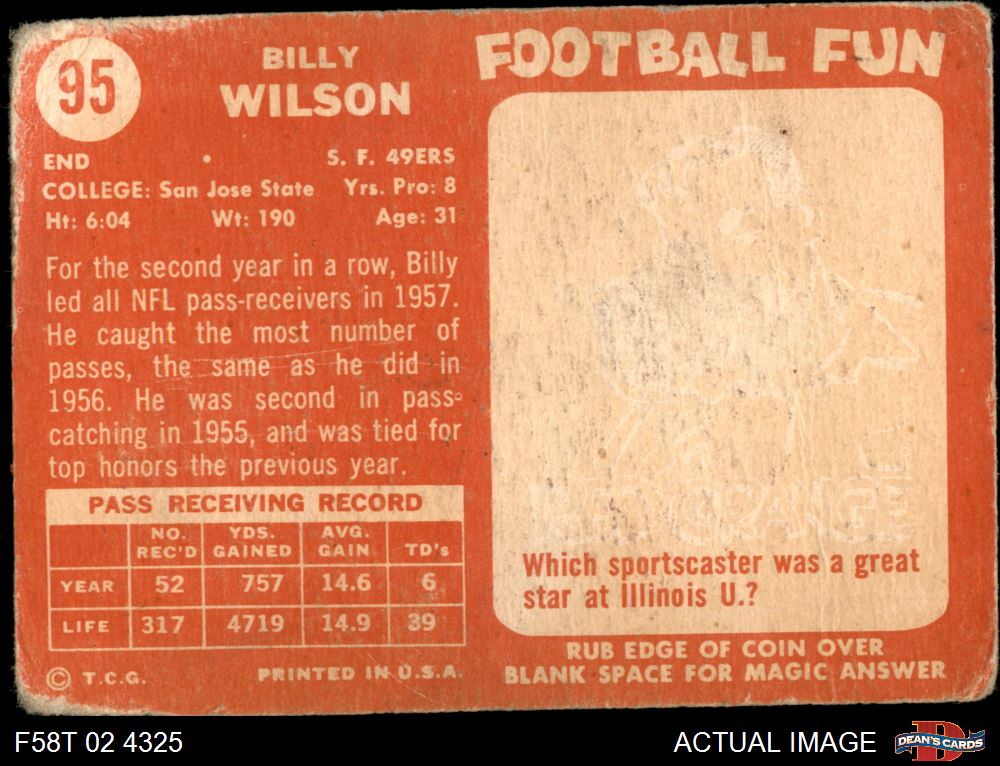 95
BILLY
WILSON
END • S. F. 49ERS
COLLEGE: San Jose State Yrs. Pro: 8
Ht: 6:04 Wt: 190 Age: 31
For the second year in a row, Billy
led all NFL pass-receivers in 1957.
He caught the most number of
passes, the same as he did in
1956. He was second in pass-
catching in 1955, and was tied for
top honors the previous year.
PASS RECEIVING RECORD
NO. REC'D YDS. GAINED AVG. GAIN TD's
YEAR 52 757 14.6 6
LIFE 317 4719 14.9 39
© T.C.G. PRINTED IN U.S.A.
FOOTBALL FUN
RED GRANGE
Which sportscaster was a great
star at Illinois U.?
RUB EDGE OF COIN OVER
BLANK SPACE FOR MAGIC ANSWER
F58T 02 4325 ACTUAL IMAGE DEAN'S CARDS